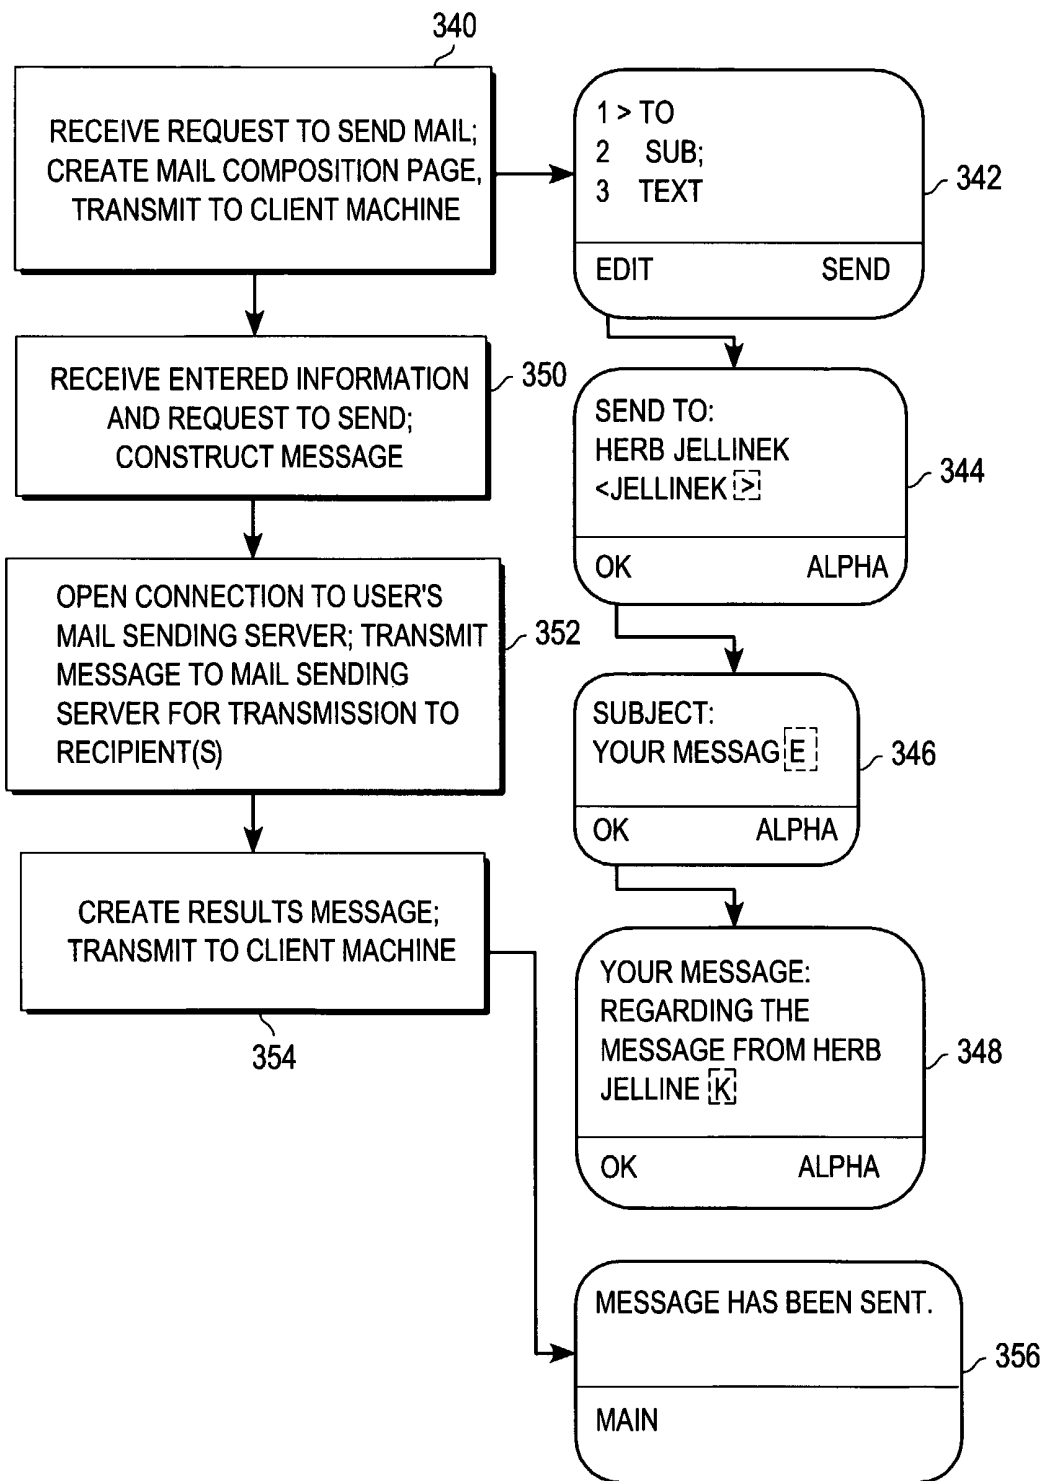 340
RECEIVE REQUEST TO SEND MAIL;
CREATE MAIL COMPOSITION PAGE,
TRANSMIT TO CLIENT MACHINE
1 > TO
2 SUB;
3 TEXT
EDIT SEND
342
RECEIVE ENTERED INFORMATION
AND REQUEST TO SEND;
CONSTRUCT MESSAGE
350
SEND TO:
HERB JELLINEK
<JELLINEK >
OK ALPHA
344
OPEN CONNECTION TO USER'S
MAIL SENDING SERVER; TRANSMIT
MESSAGE TO MAIL SENDING
SERVER FOR TRANSMISSION TO
RECIPIENT(S)
352
SUBJECT:
YOUR MESSAG E
OK ALPHA
346
CREATE RESULTS MESSAGE;
TRANSMIT TO CLIENT MACHINE
354
YOUR MESSAGE:
REGARDING THE
MESSAGE FROM HERB
JELLINE K
OK ALPHA
348
MESSAGE HAS BEEN SENT.
MAIN
356